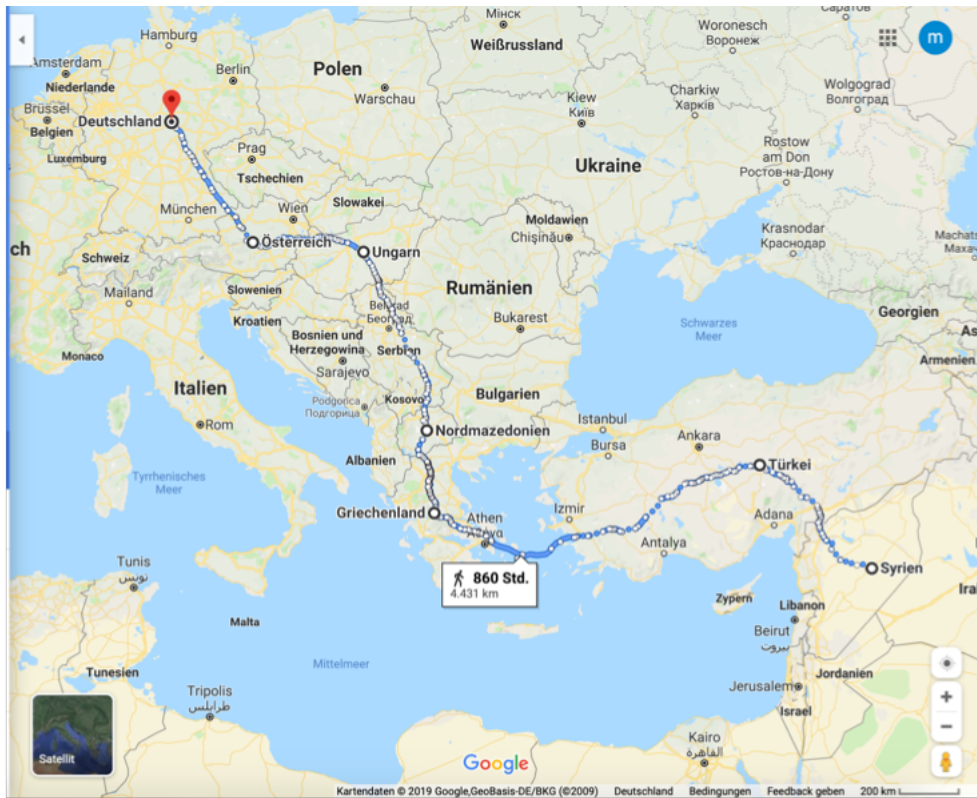 Hamburg
Минск
Minsk
Weißrussland
Саратов
Woronesch
Воронеж
m
Amsterdam
Niederlande
Berlin
Polen
Warschau
Kiew
Київ
Charkiw
Харків
Wolgograd
Волгоград
Brüssel
Belgien
Deutschland
Luxemburg
Prag
Tschechien
Ukraine
Rostow
am Don
Ростов-на-Дону
München
Wien
Slowakei
Österreich
Ungarn
Moldawien
Chișinău
Krasnodar
Краснодар
Machats
Маха
ch
Schweiz
Mailand
Slowenien
Kroatien
Rumänien
Bukarest
Belgrad
Београд
Bosnien und
Herzegowina
Sarajevo
Serbien
Schwarzes
Meer
Georgien
As
Armenien
Monaco
Italien
Rom
Podgorica
Подгорица
Kosovo
Bulgarien
Nordmazedonien
Albanien
Istanbul
Bursa
Ankara
Türkei
Tyrrhenisches
Meer
Griechenland
Athen
Αθήνα
Izmir
Adana
Antalya
Syrien
860 Std.
4.431 km
Tunis
تونس
Malta
Zypern
Libanon
Beirut
بيروت
Ira
Mittelmeer
Tunesien
Tripolis
طرابلس
Jordanien
Jerusalem
Israel
Kairo
القاهرة
Satellit
Google
Kartendaten © 2019 Google,GeoBasis-DE/BKG (©2009) Deutschland Bedingungen Feedback geben 200 km